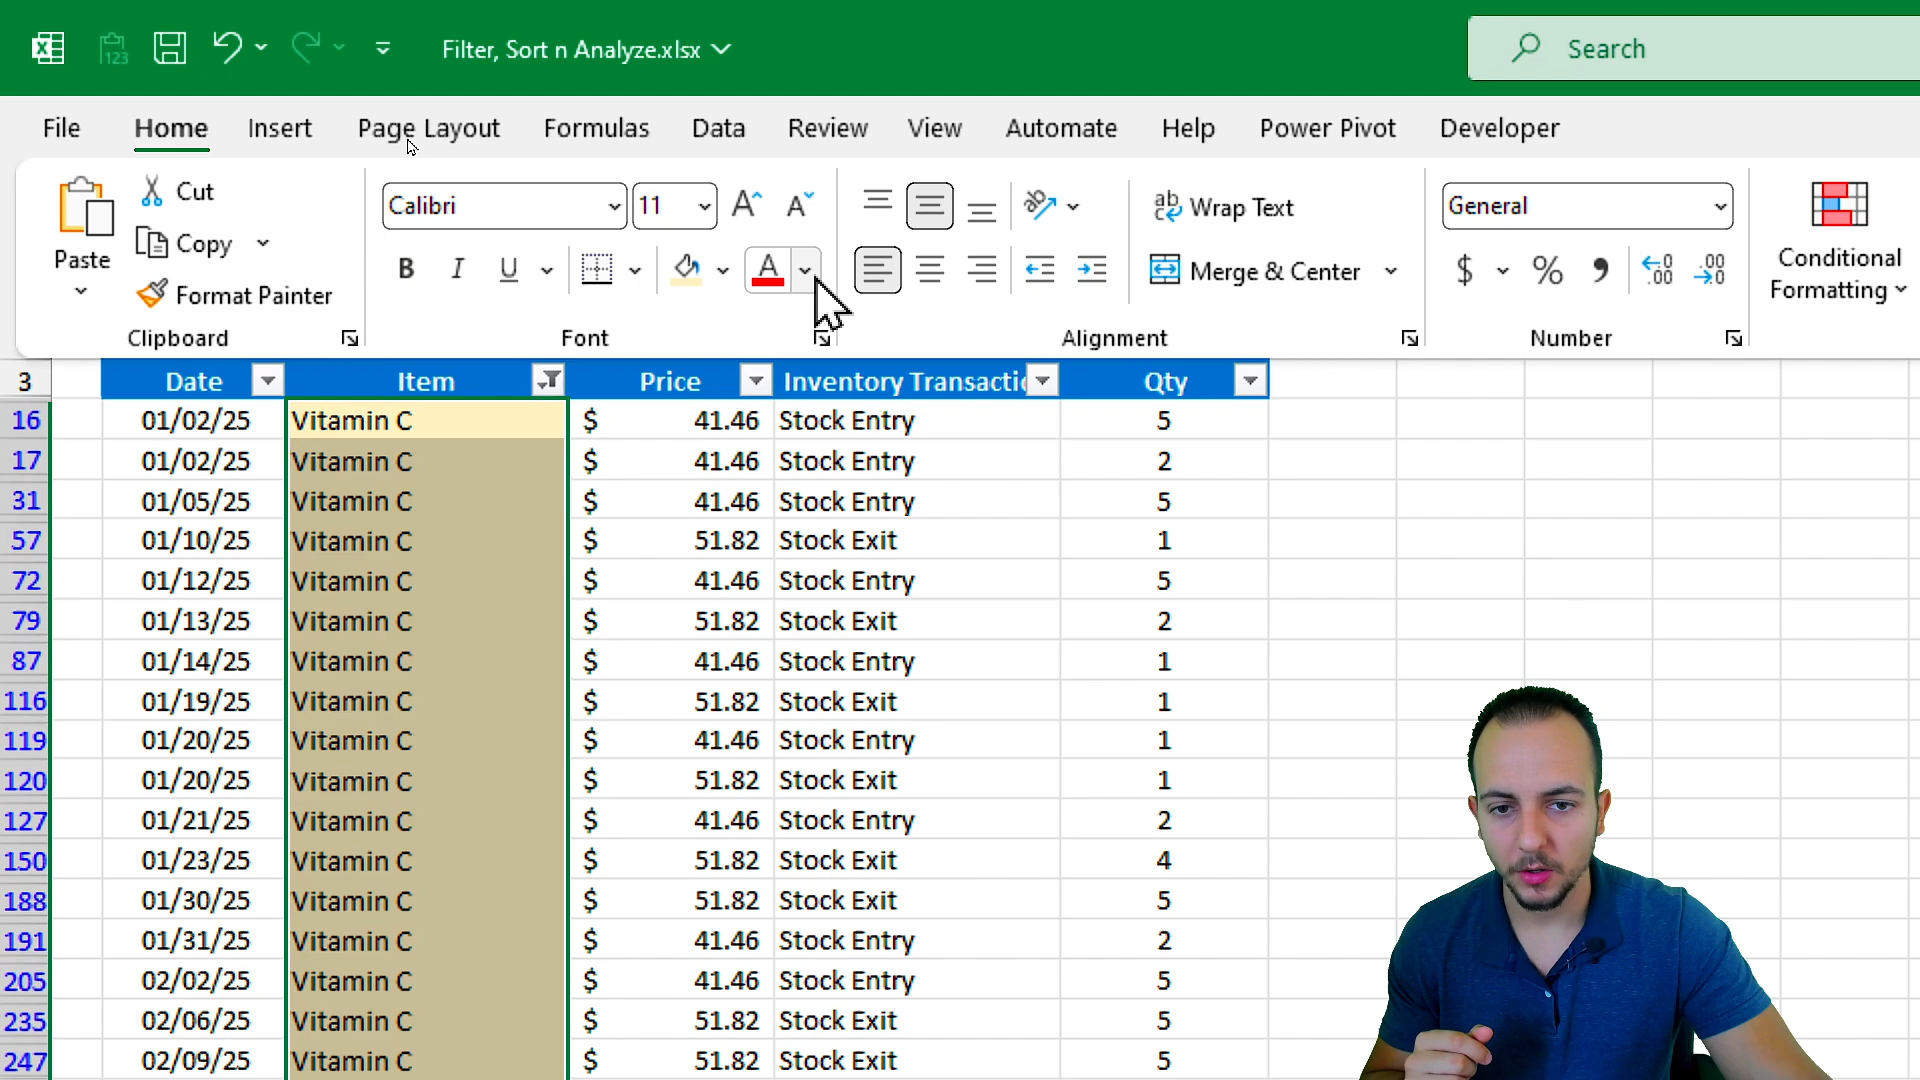 Filter, Sort n Analyze.xlsx
Search
File Home Insert Page Layout Formulas Data Review View Automate Help Power Pivot Developer
Paste
Cut
Copy
Format Painter
Clipboard
Calibri 11
B I U
Font
Wrap Text
Merge & Center
Alignment
General
$ %
Number
Conditional
Formatting
3 Date Item Price Inventory Transactio Qty
16 01/02/25 Vitamin C $ 41.46 Stock Entry 5
17 01/02/25 Vitamin C $ 41.46 Stock Entry 2
31 01/05/25 Vitamin C $ 41.46 Stock Entry 5
57 01/10/25 Vitamin C $ 51.82 Stock Exit 1
72 01/12/25 Vitamin C $ 41.46 Stock Entry 5
79 01/13/25 Vitamin C $ 51.82 Stock Exit 2
87 01/14/25 Vitamin C $ 41.46 Stock Entry 1
116 01/19/25 Vitamin C $ 51.82 Stock Exit 1
119 01/20/25 Vitamin C $ 41.46 Stock Entry 1
120 01/20/25 Vitamin C $ 51.82 Stock Exit 1
127 01/21/25 Vitamin C $ 41.46 Stock Entry 2
150 01/23/25 Vitamin C $ 51.82 Stock Exit 4
188 01/30/25 Vitamin C $ 51.82 Stock Exit 5
191 01/31/25 Vitamin C $ 41.46 Stock Entry 2
205 02/02/25 Vitamin C $ 41.46 Stock Entry 5
235 02/06/25 Vitamin C $ 51.82 Stock Exit 5
247 02/09/25 Vitamin C $ 51.82 Stock Exit 5